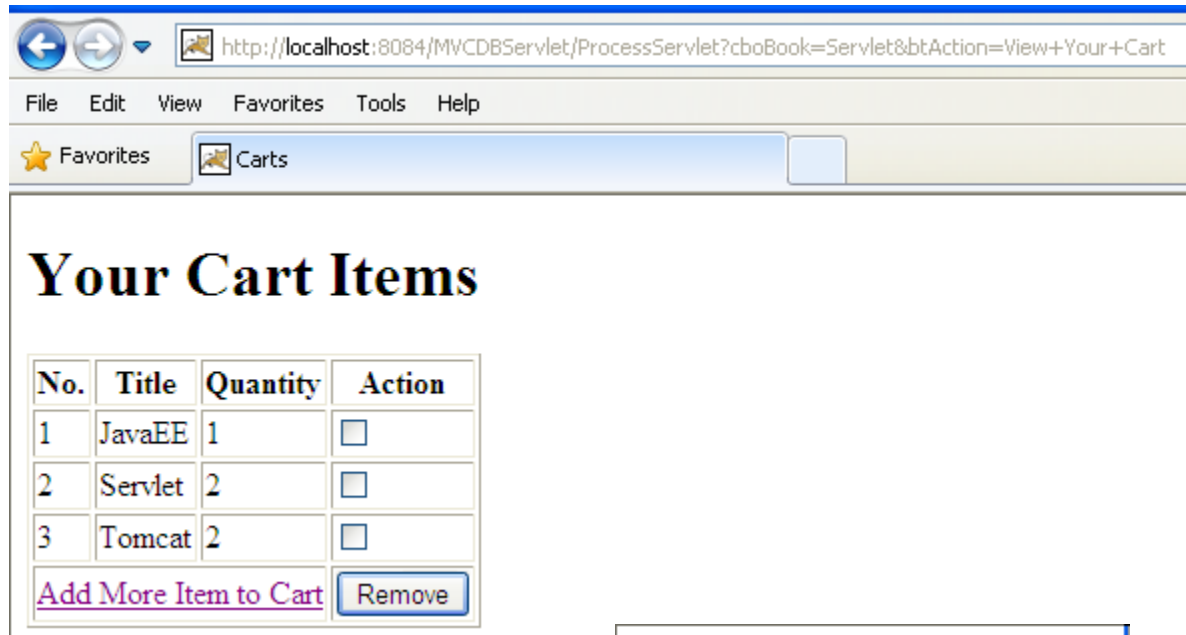 http://localhost:8084/MVCDBServlet/ProcessServlet?cboBook=Servlet&btAction=View+Your+Cart
File Edit View Favorites Tools Help
Favorites Carts
Your Cart Items
No. Title Quantity Action
1 JavaEE 1
2 Servlet 2
3 Tomcat 2
Add More Item to Cart Remove